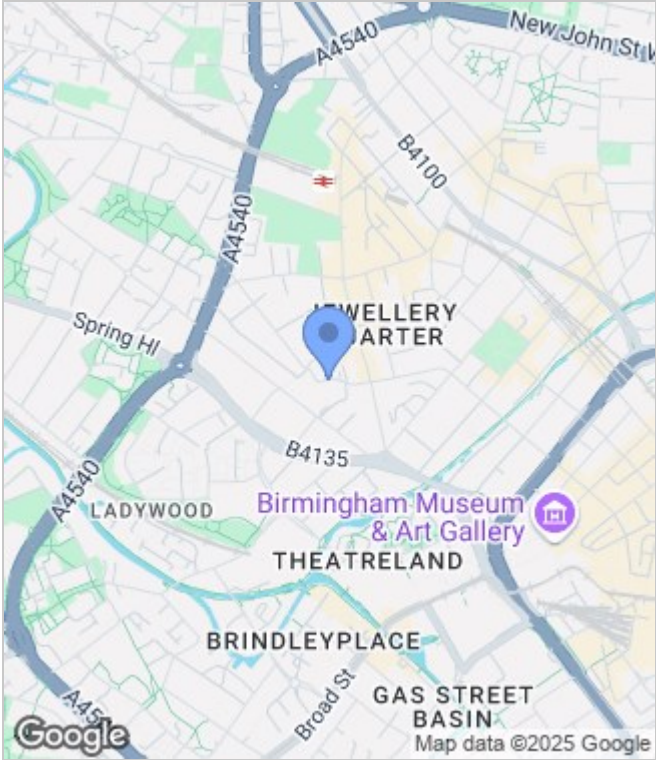 A4540
New John St W
B4100
A4540
JEWELLERY
QUARTER
Spring Hl
B4135
A4540
LADYWOOD
Birmingham Museum
& Art Gallery
THEATRELAND
BRINDLEYPLACE
Broad St
GAS STREET
BASIN
Google
Map data ©2025 Google